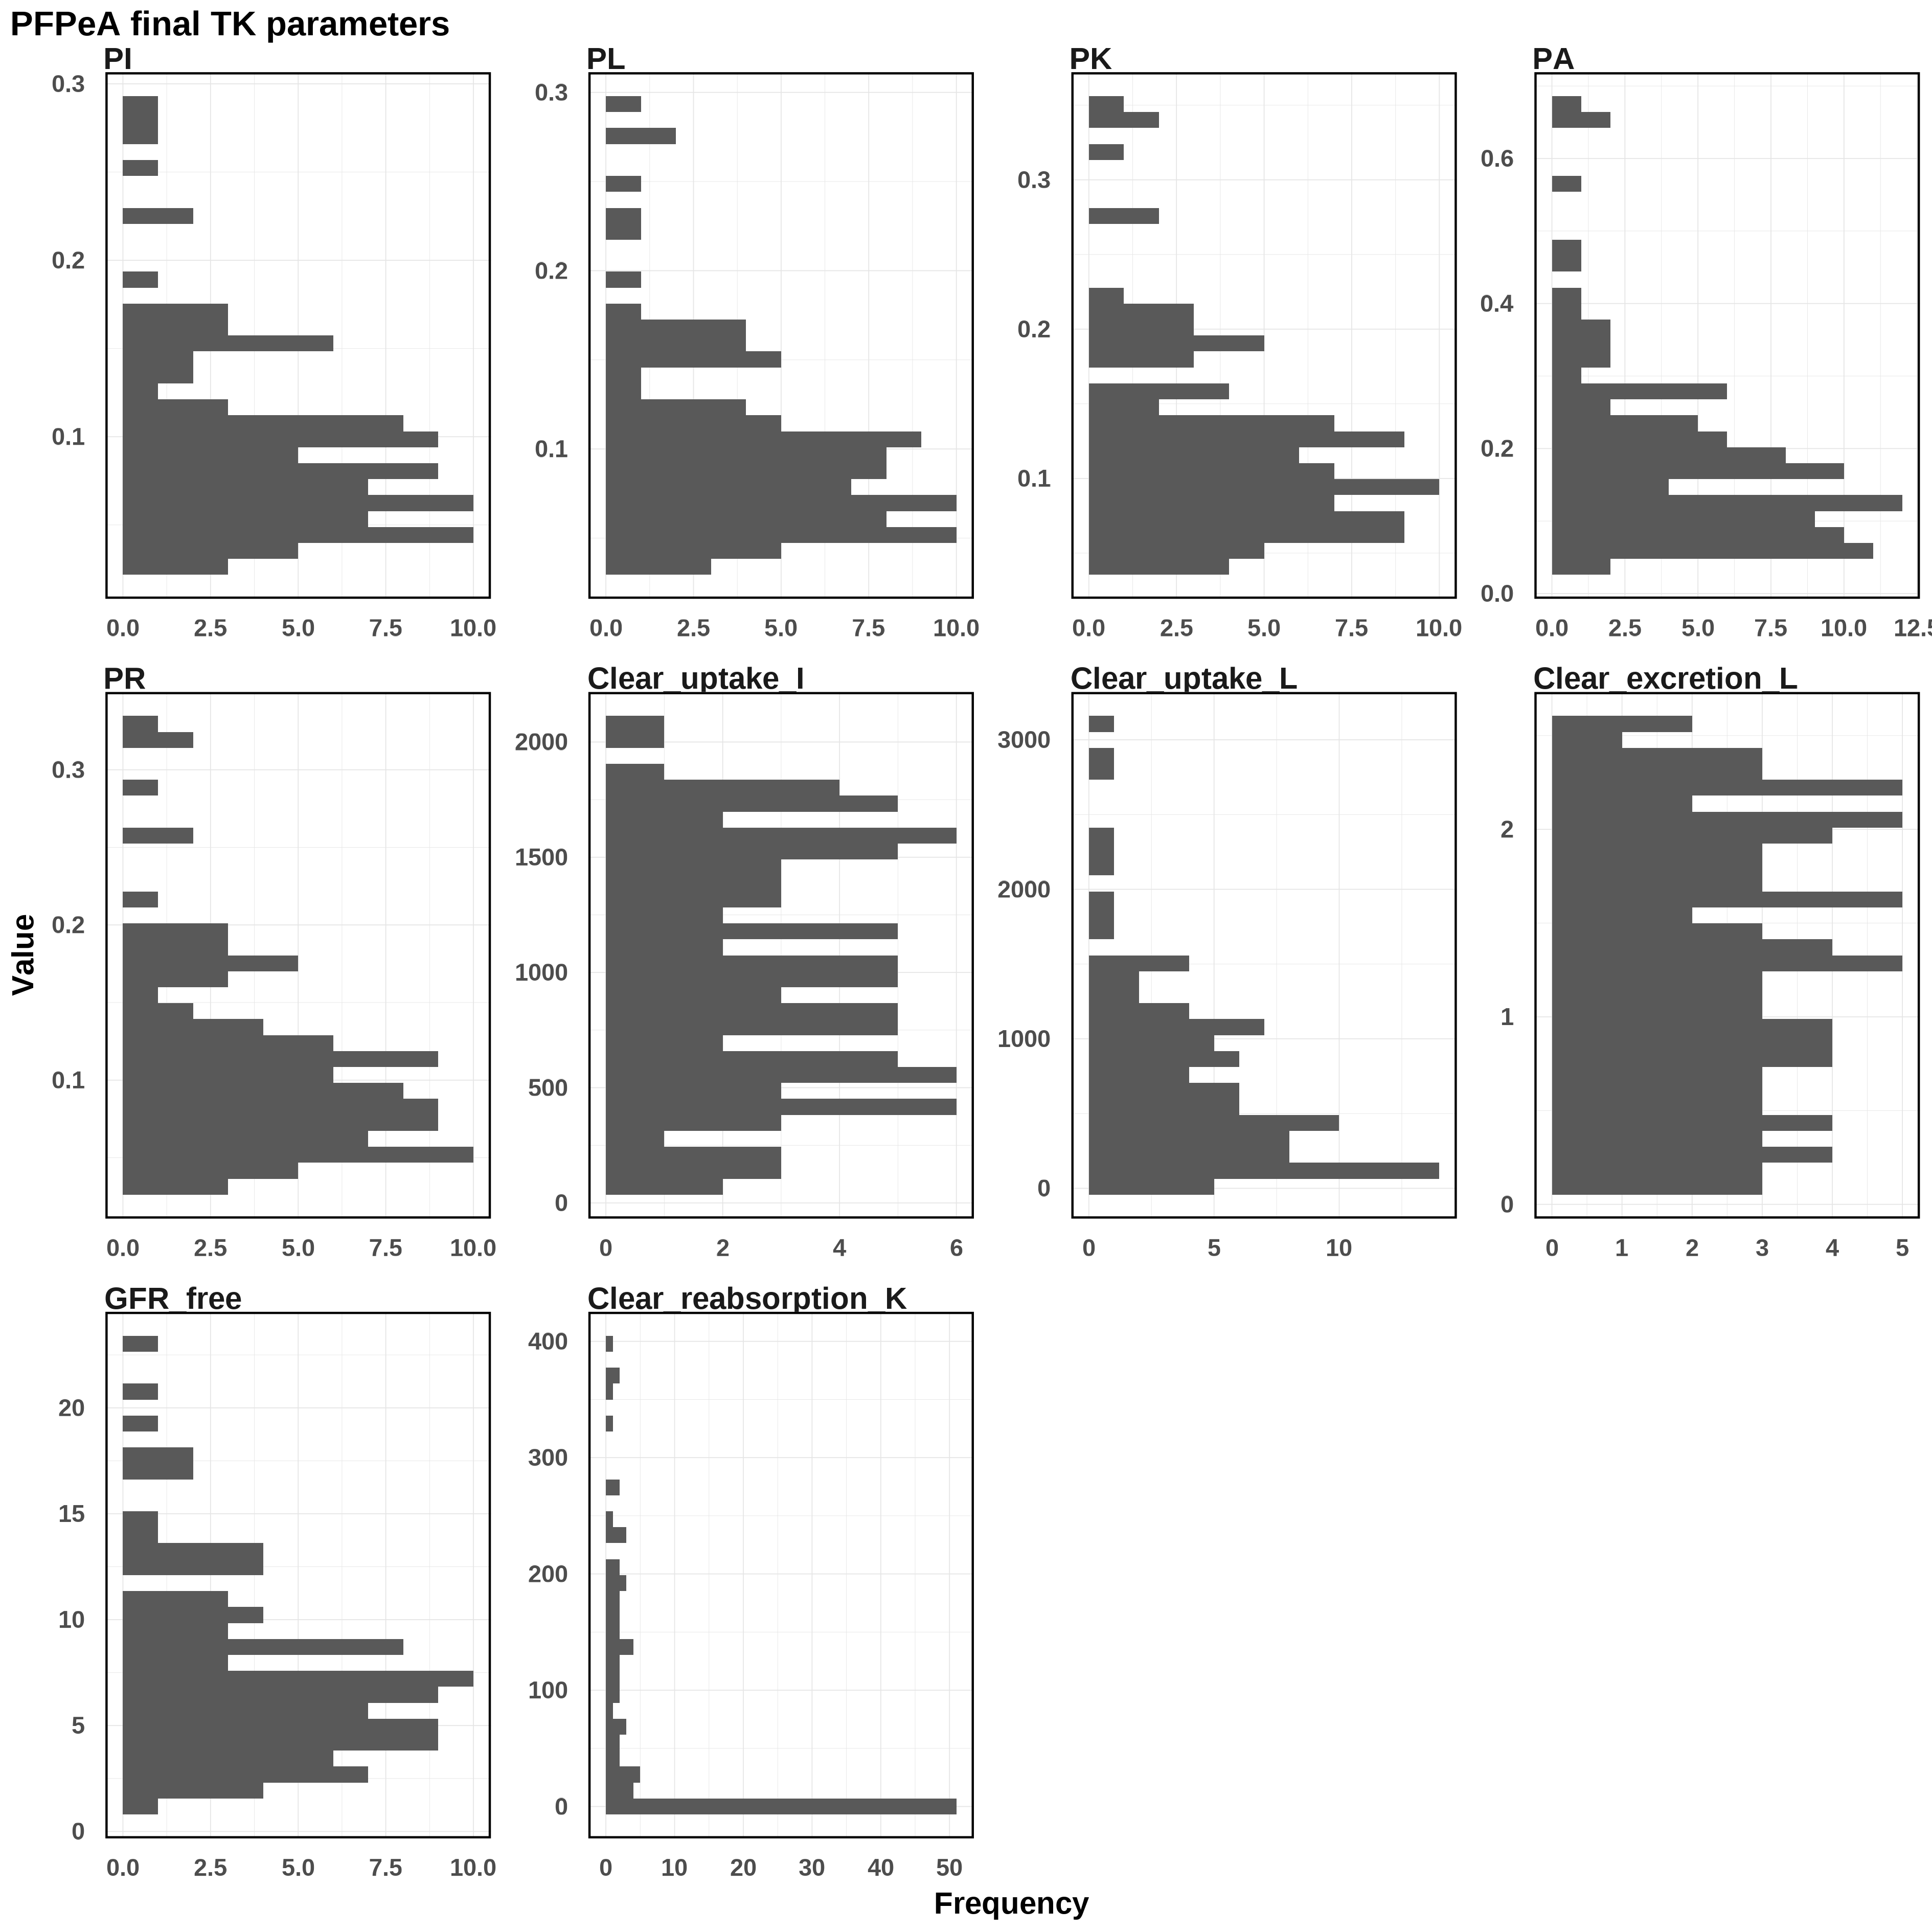 PFPeA final TK parameters
PI
PL
PK
PA
0.3
0.2
0.1
0.0 2.5 5.0 7.5 10.0
0.3
0.2
0.1
0.0 2.5 5.0 7.5 10.0
0.3
0.2
0.1
0.0 2.5 5.0 7.5 10.0
0.6
0.4
0.2
0.0
0.0 2.5 5.0 7.5 10.0 12.5
PR
Clear_uptake_I
Clear_uptake_L
Clear_excretion_L
Value
0.3
0.2
0.1
0.0 2.5 5.0 7.5 10.0
2000
1500
1000
500
0
0 2 4 6
3000
2000
1000
0
0 5 10
2
1
0
0 1 2 3 4 5
GFR_free
Clear_reabsorption_K
20
15
10
5
0
0.0 2.5 5.0 7.5 10.0
400
300
200
100
0
0 10 20 30 40 50
Frequency